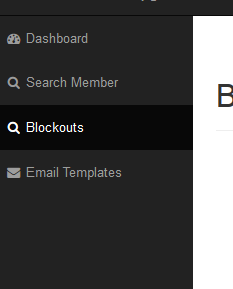 Dashboard
Search Member
Blockouts
B
Email Templates